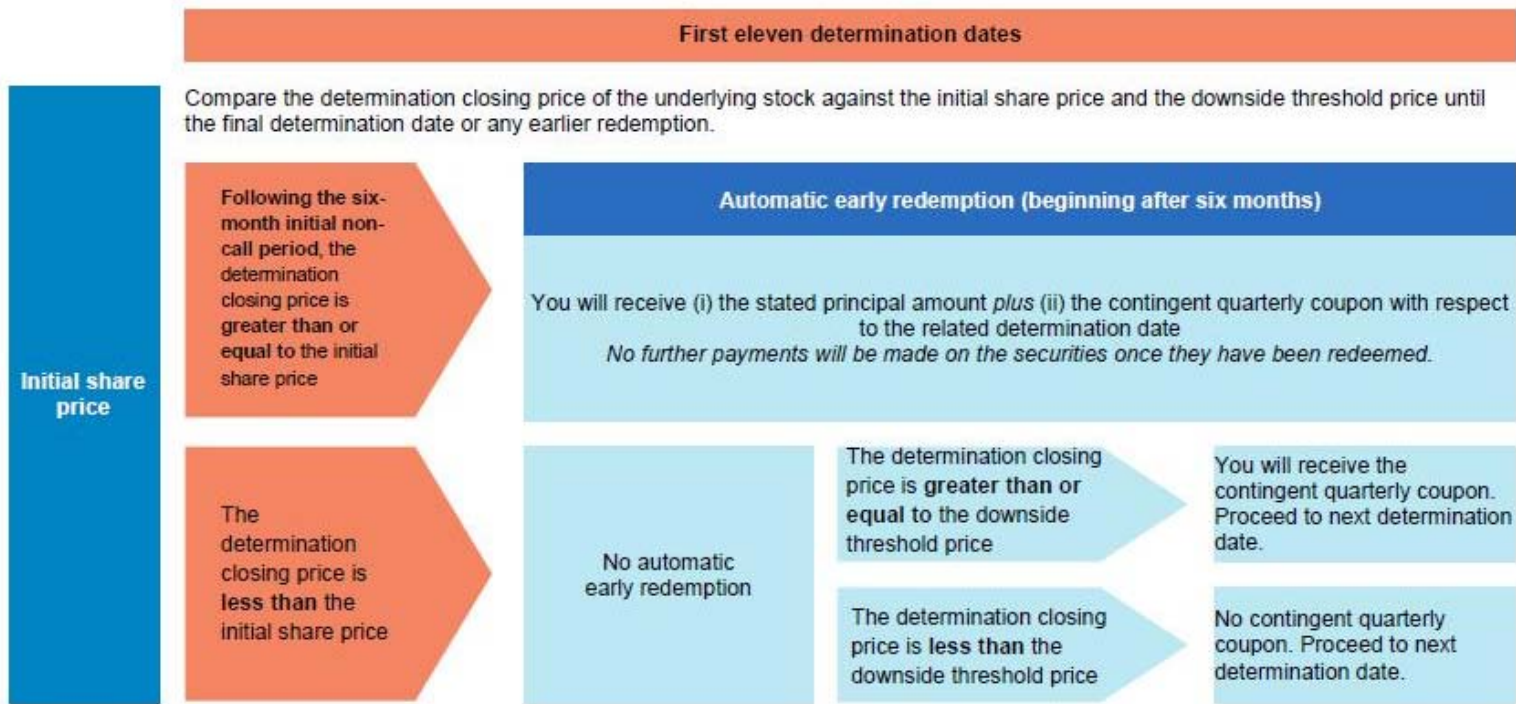 First eleven determination dates
Compare the determination closing price of the underlying stock against the initial share price and the downside threshold price until
the final determination date or any earlier redemption.
Initial share
price
Following the six-
month initial non-
call period, the
determination
closing price is
greater than or
equal to the initial
share price
Automatic early redemption (beginning after six months)
You will receive (i) the stated principal amount plus (ii) the contingent quarterly coupon with respect
to the related determination date
No further payments will be made on the securities once they have been redeemed.
The
determination
closing price is
less than the
initial share price
No automatic
early redemption
The determination closing
price is greater than or
equal to the downside
threshold price
You will receive the
contingent quarterly coupon.
Proceed to next determination
date.
The determination closing
price is less than the
downside threshold price
No contingent quarterly
coupon. Proceed to next
determination date.